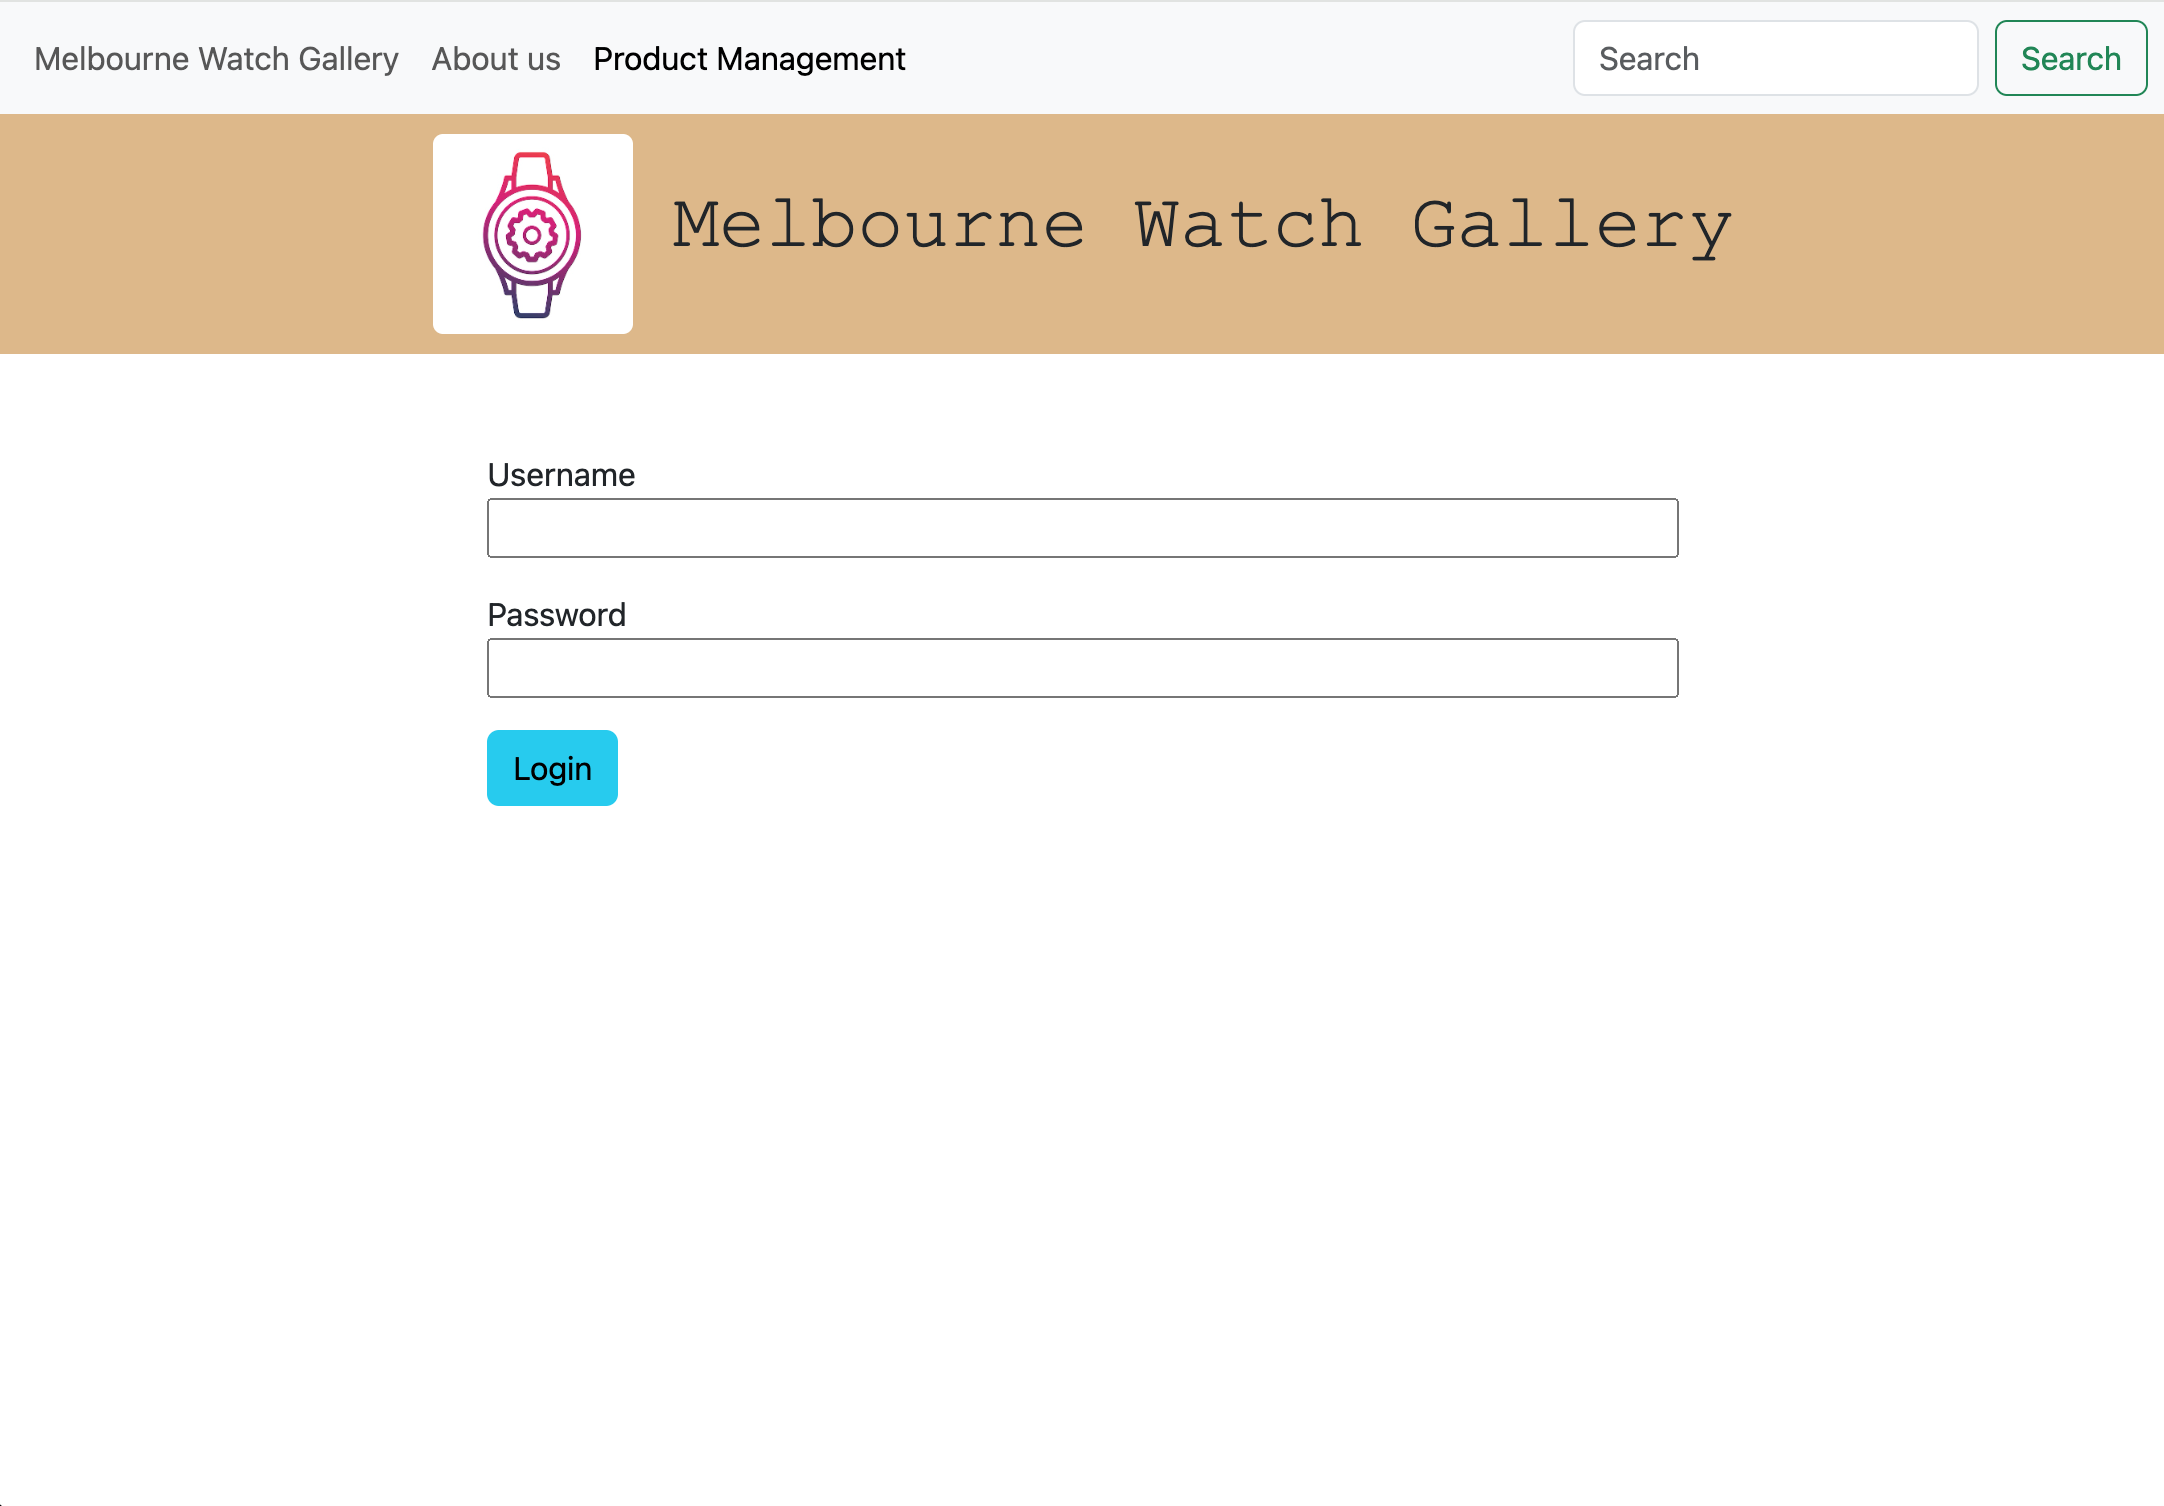 Melbourne Watch Gallery About us Product Management Search Search
Melbourne Watch Gallery
Username
Password
Login